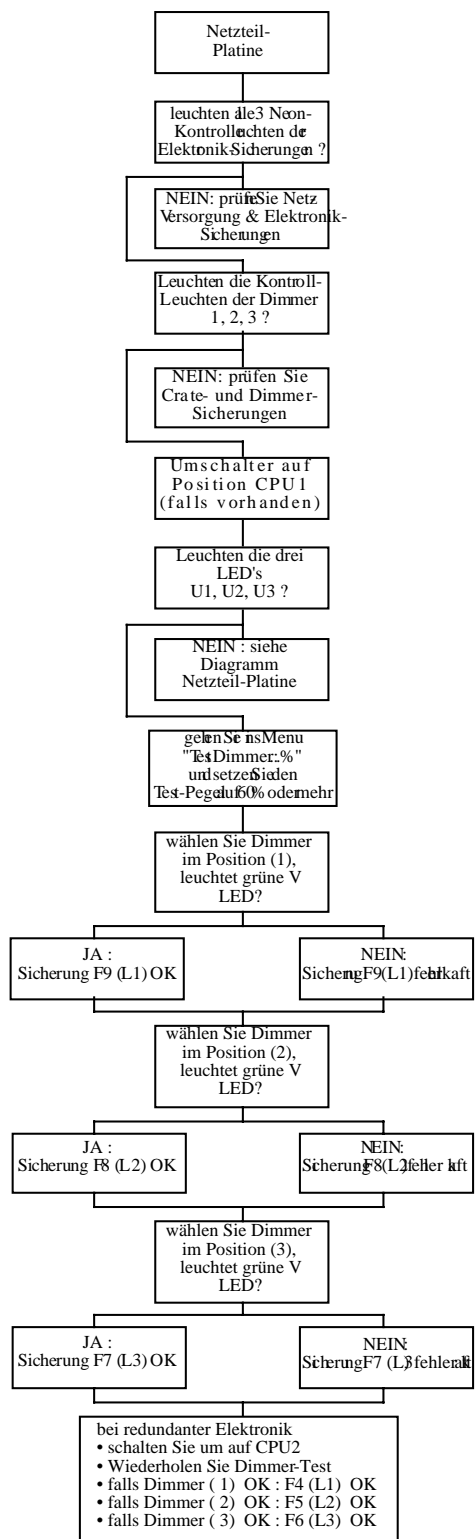 Netzteil-
Platine
leuchten alle 3 Neon-
Kontrolleuchten der
Elektronik-Sicherungen ?
NEIN: prüfen Sie Netz-
Versorgung & Elektronik-
Sicherungen
Leuchten die Kontroll-
Leuchten der Dimmer
1, 2, 3 ?
NEIN: prüfen Sie
Crate- und Dimmer-
Sicherungen
Umschalter auf
Position CPU1
(falls vorhanden)
Leuchten die drei
LED's
U1, U2, U3 ?
NEIN : siehe
Diagramm
Netzteil-Platine
gehen Sie ins Menu
"Test Dimmer:..%"
und setzen Sie den
Test-Pegel auf 60% oder mehr
wählen Sie Dimmer
im Position (1),
leuchtet grüne V
LED?
JA :
Sicherung F9 (L1) OK
NEIN:
Sicherung F9 (L1) fehlerhaft
wählen Sie Dimmer
im Position (2),
leuchtet grüne V
LED?
JA :
Sicherung F8 (L2) OK
NEIN:
Sicherung F8 (L2) fehlerhaft
wählen Sie Dimmer
im Position (3),
leuchtet grüne V
LED?
JA :
Sicherung F7 (L3) OK
NEIN:
Sicherung F7 (L3) fehlerhaft
bei redundanter Elektronik
• schalten Sie um auf CPU2
• Wiederholen Sie Dimmer-Test
• falls Dimmer ( 1) OK : F4 (L1) OK
• falls Dimmer ( 2) OK : F5 (L2) OK
• falls Dimmer ( 3) OK : F6 (L3) OK